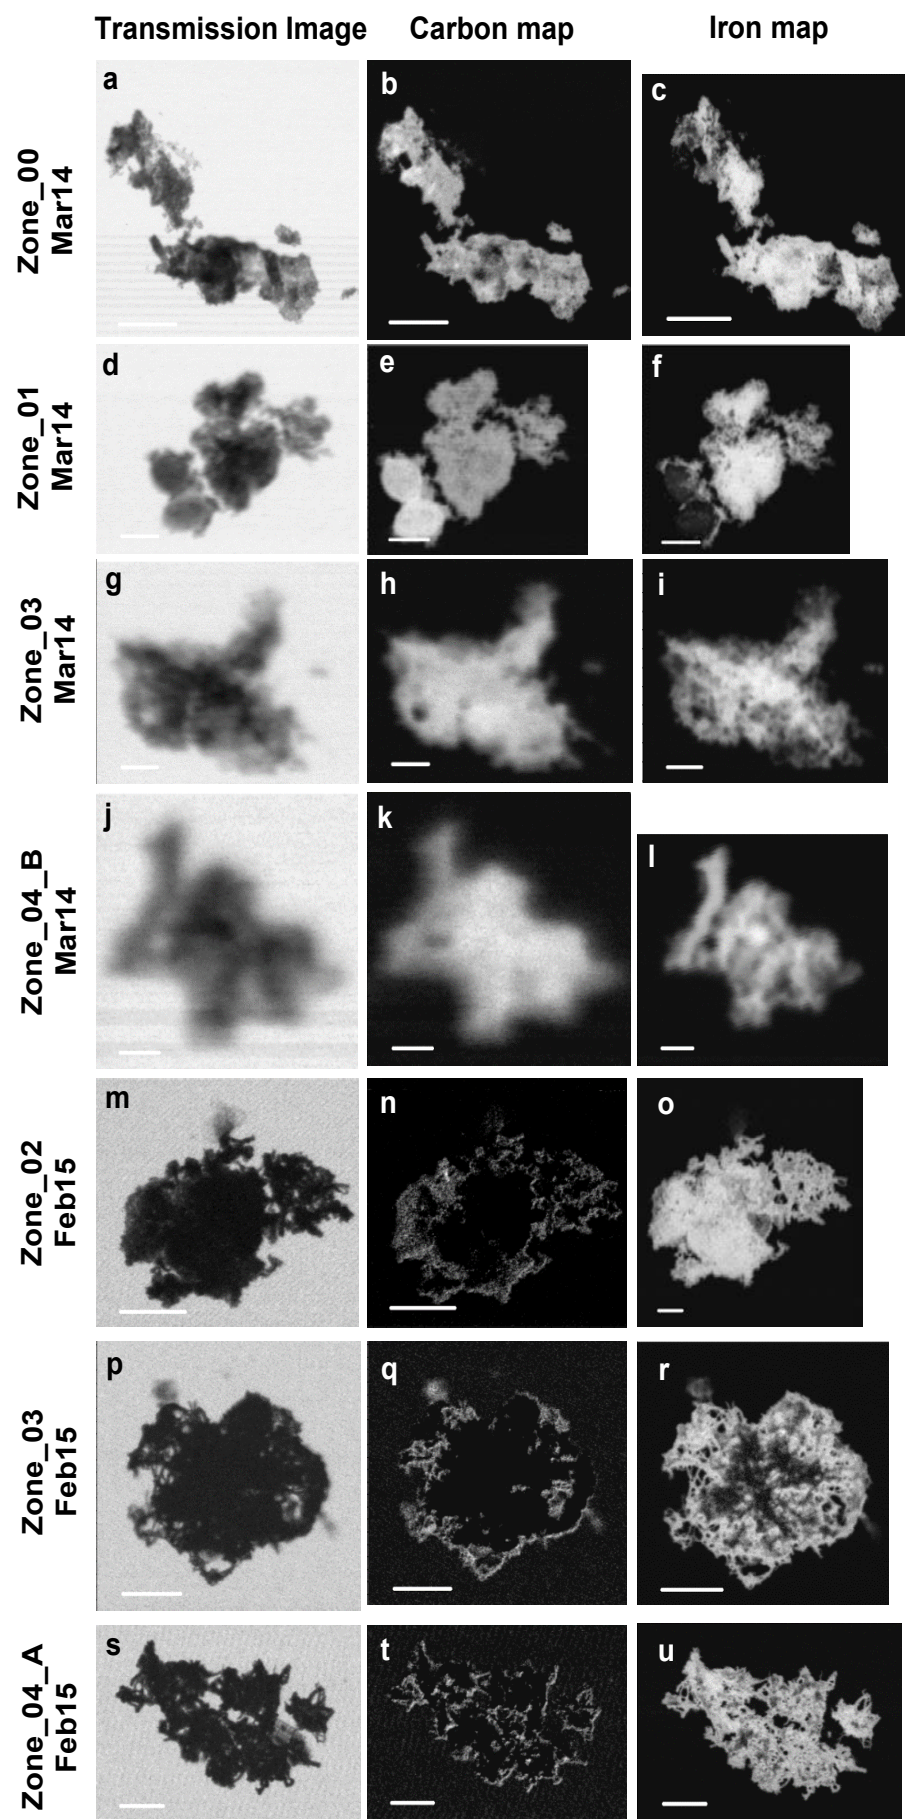 Transmission Image Carbon map Iron map
Zone_00
Mar14
a b c
Zone_01
Mar14
d e f
Zone_03
Mar14
g h i
Zone_04_B
Mar14
j k l
Zone_02
Feb15
m n o
Zone_03
Feb15
p q r
Zone_04_A
Feb15
s t u